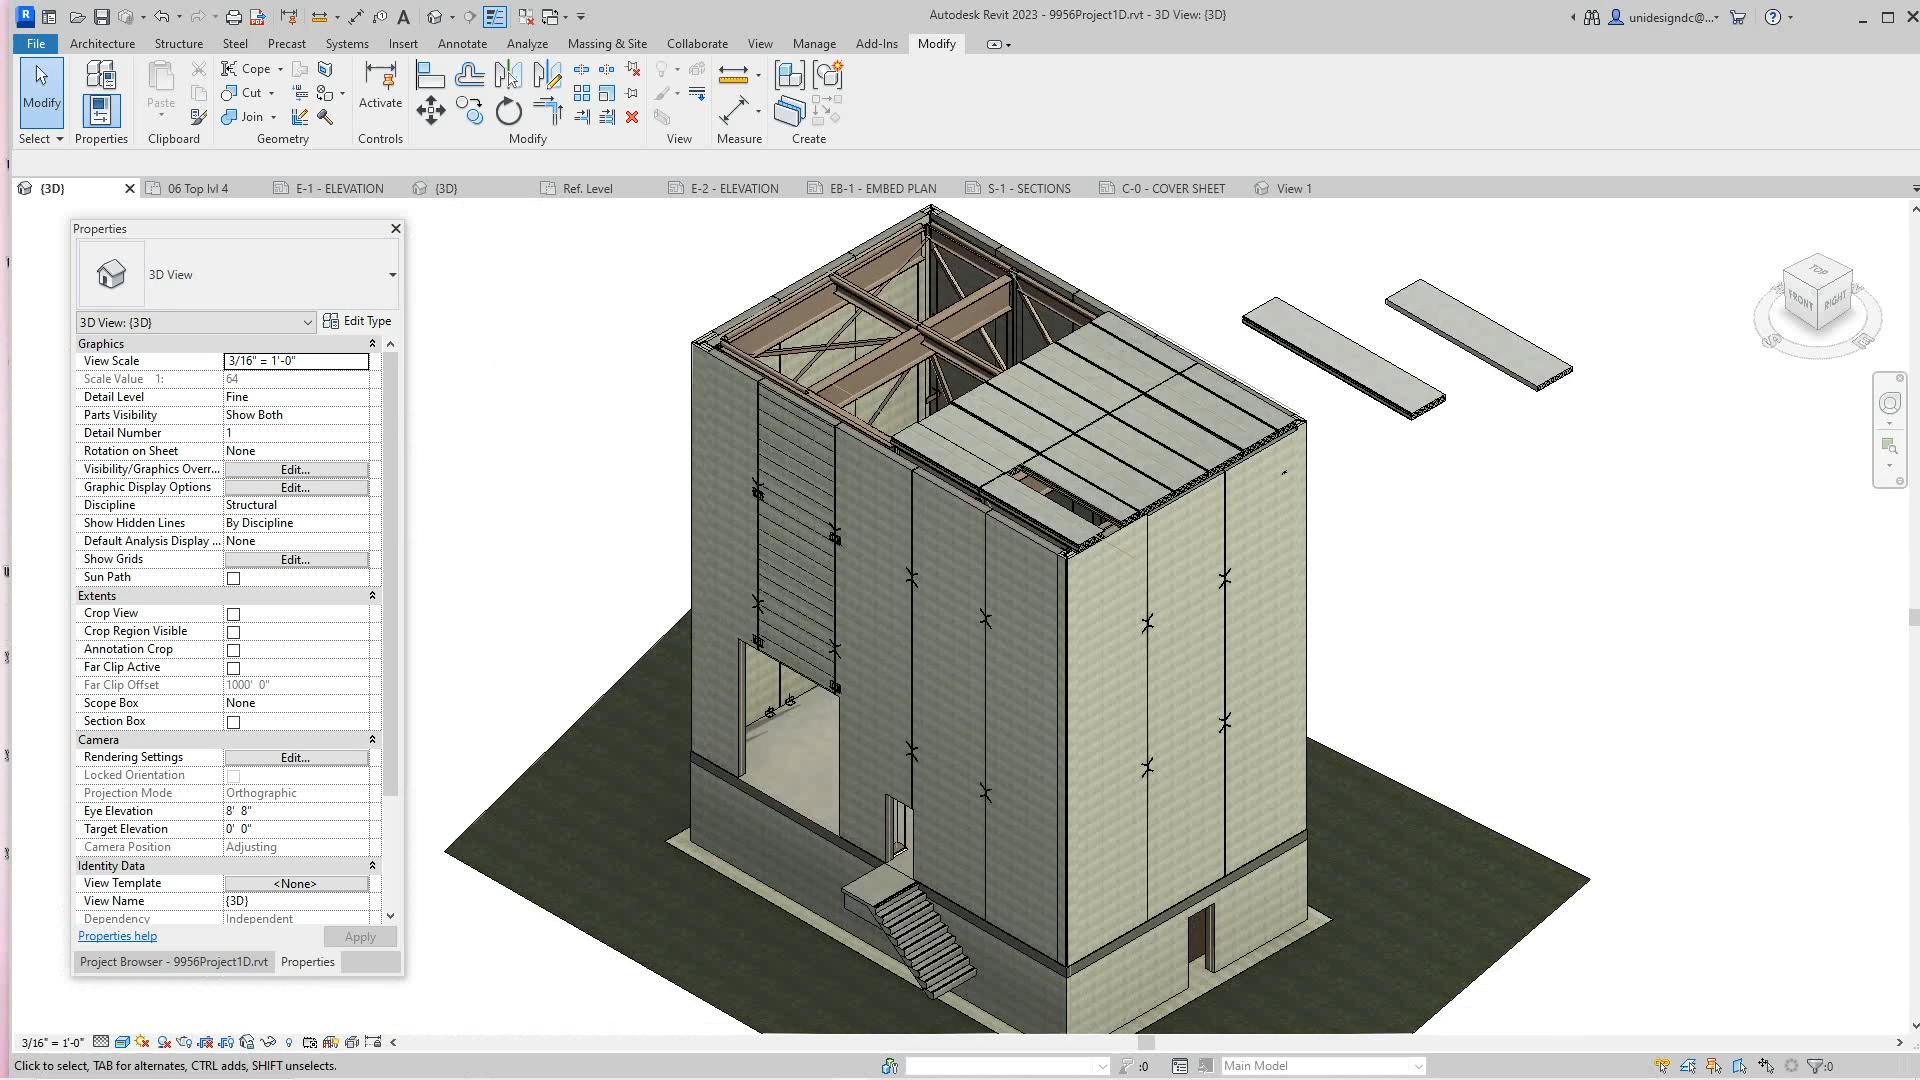 Autodesk Revit 2023 - 9956Project1D.rvt - 3D View: {3D}
unidesigndc@...
File Architecture Structure Steel Precast Systems Insert Annotate Analyze Massing & Site Collaborate View Manage Add-Ins Modify
Modify
Paste
Cope
Cut
Join
Activate
Select Properties Clipboard Geometry Controls Modify View Measure Create
{3D} 06 Top lvl 4 E-1 - ELEVATION {3D} Ref. Level E-2 - ELEVATION EB-1 - EMBED PLAN S-1 - SECTIONS C-0 - COVER SHEET View 1
Properties
3D View
3D View: {3D} Edit Type
Graphics
View Scale 3/16" = 1'-0"
Scale Value 1: 64
Detail Level Fine
Parts Visibility Show Both
Detail Number 1
Rotation on Sheet None
Visibility/Graphics Overr... Edit...
Graphic Display Options Edit...
Discipline Structural
Show Hidden Lines By Discipline
Default Analysis Display ... None
Show Grids Edit...
Sun Path
Extents
Crop View
Crop Region Visible
Annotation Crop
Far Clip Active
Far Clip Offset 1000' 0"
Scope Box None
Section Box
Camera
Rendering Settings Edit...
Locked Orientation
Projection Mode Orthographic
Eye Elevation 8' 8"
Target Elevation 0' 0"
Camera Position Adjusting
Identity Data
View Template <None>
View Name {3D}
Dependency Independent
Properties help Apply
Project Browser - 9956Project1D.rvt Properties
TOP
FRONT RIGHT
3/16" = 1'-0"
Click to select, TAB for alternates, CTRL adds, SHIFT unselects.
:0
Main Model
:0